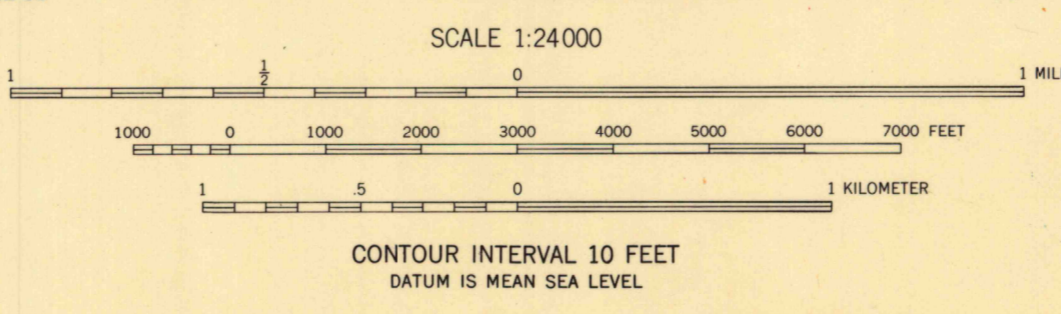 SCALE 1:24000
1 1/2 0 1 MIL
1000 0 1000 2000 3000 4000 5000 6000 7000 FEET
1 .5 0 1 KILOMETER
CONTOUR INTERVAL 10 FEET
DATUM IS MEAN SEA LEVEL